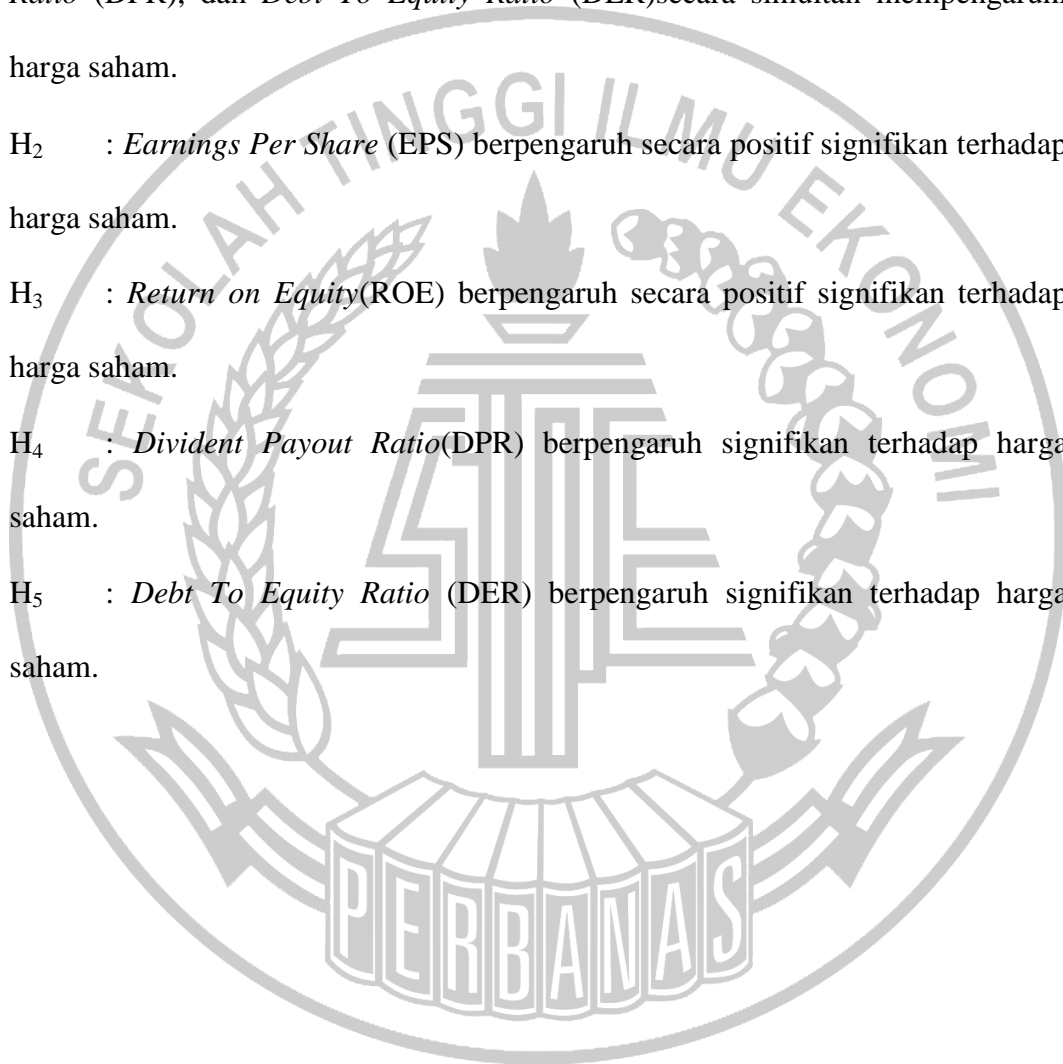 Ratio (DPR), dan Debt To Equity Ratio (DER)secara simultan mempengaruhi
harga saham.
H2 : Earnings Per Share (EPS) berpengaruh secara positif signifikan terhadap
harga saham.
H3 : Return on Equity(ROE) berpengaruh secara positif signifikan terhadap
harga saham.
H4 : Divident Payout Ratio(DPR) berpengaruh signifikan terhadap harga
saham.
H5 : Debt To Equity Ratio (DER) berpengaruh signifikan terhadap harga
saham.
SEKOLAH TINGGI ILMU EKONOMI
PERBANAS